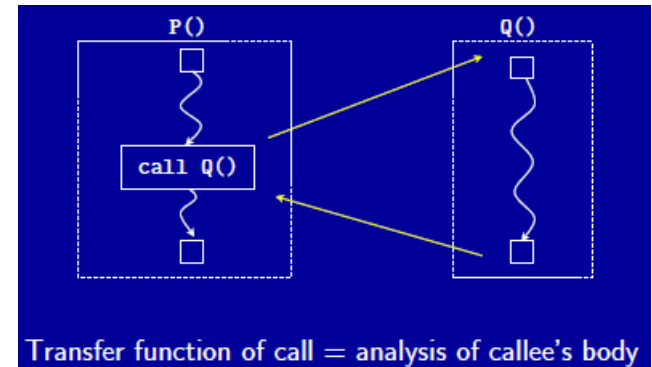 P() Q()
call Q()
Transfer function of call = analysis of callee's body